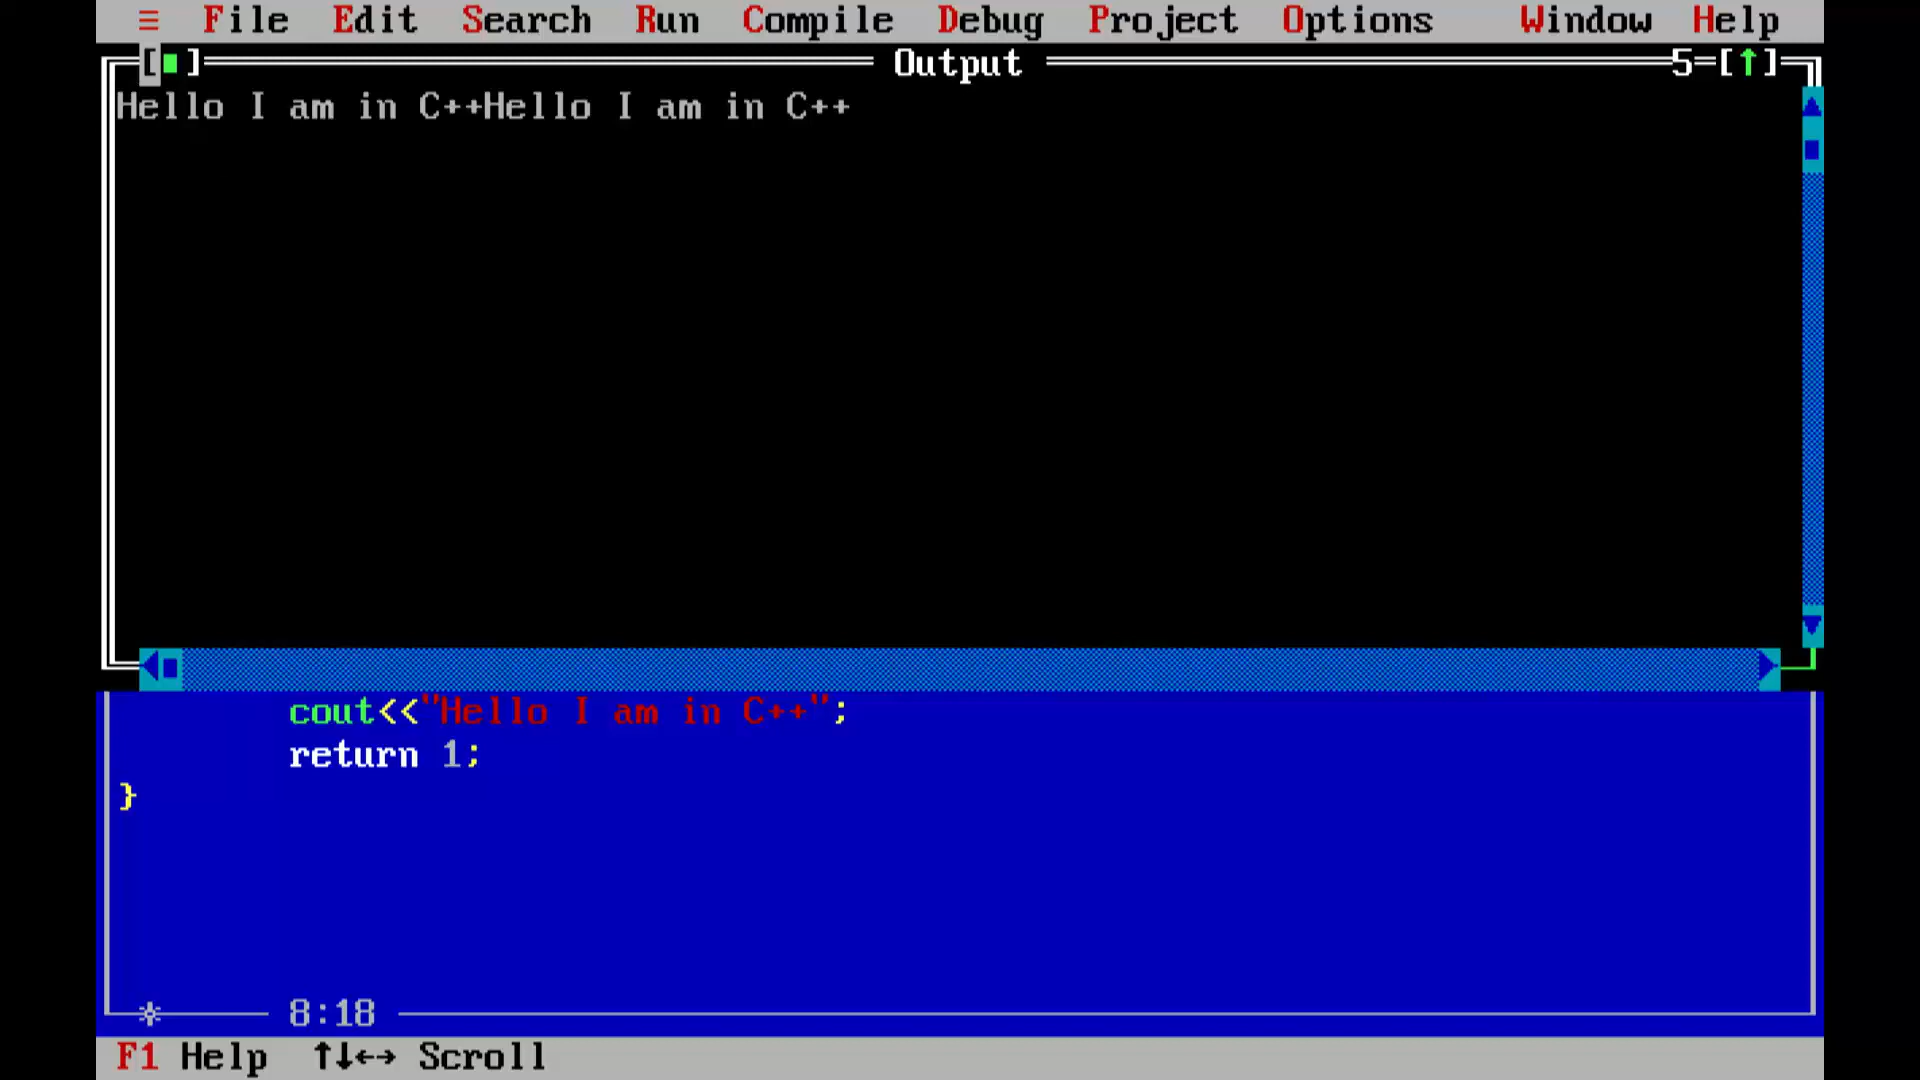 ≡ File Edit Search Run Compile Debug Project Options Window Help
[■] Output 5=[↑]
Hello I am in C++Hello I am in C++
cout<<"Hello I am in C++";
return 1;
}
8:18
F1 Help ↑↓←→ Scroll